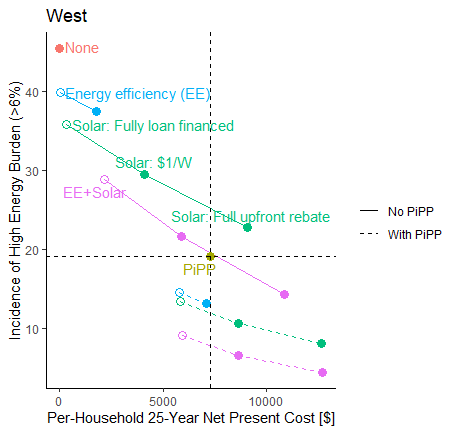 West
Incidence of High Energy Burden (>6%)
40
30
20
10
None
Energy efficiency (EE)
Solar: Fully loan financed
Solar: $1/W
EE+Solar
Solar: Full upfront rebate
PiPP
No PiPP
With PiPP
0
5000
10000
Per-Household 25-Year Net Present Cost [$]